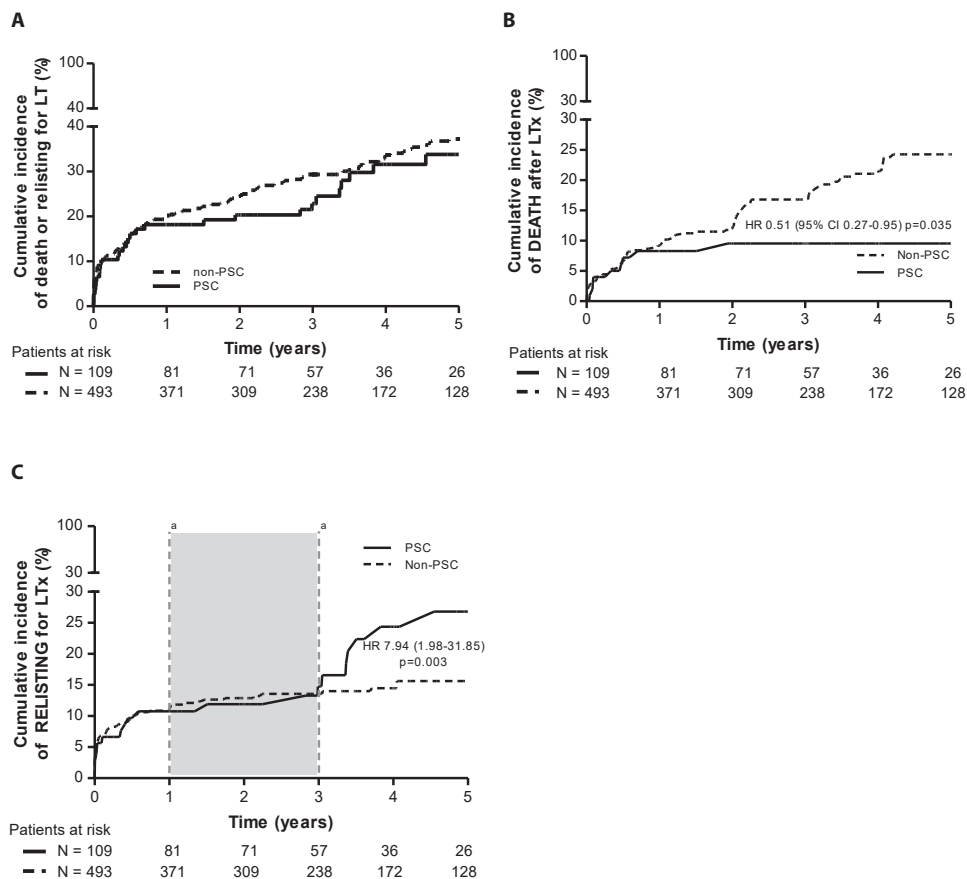 A
Cumulative incidence
of death or relisting for LT (%)
100
40
40
30
20
10
0
non-PSC
PSC
0 1 2 3 4 5
Time (years)
Patients at risk
N = 109 81 71 57 36 26
N = 493 371 309 238 172 128
B
Cumulative incidence
of DEATH after LTx (%)
100
30
30
25
20
15
10
5
0
HR 0.51 (95% CI 0.27-0.95) p=0.035
Non-PSC
PSC
0 1 2 3 4 5
Time (years)
Patients at risk
N = 109 81 71 57 36 26
N = 493 371 309 238 172 128
C
Cumulative incidence
of RELISTING for LTx (%)
100
30
30
25
20
15
10
5
0
a a
PSC
Non-PSC
HR 7.94 (1.98-31.85)
p=0.003
0 1 2 3 4 5
Time (years)
Patients at risk
N = 109 81 71 57 36 26
N = 493 371 309 238 172 128